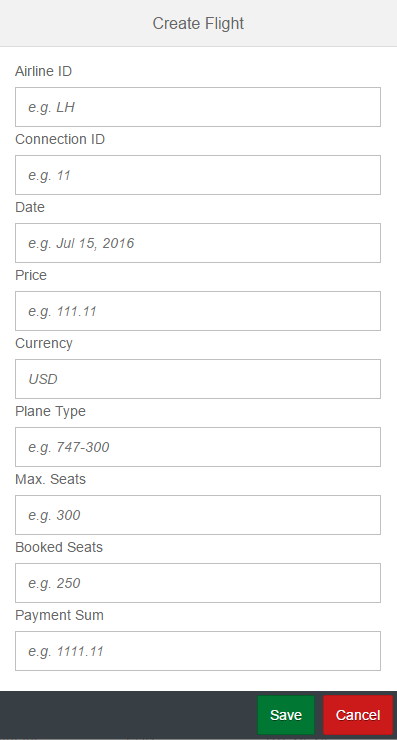 Create Flight
Airline ID
e.g. LH
Connection ID
e.g. 11
Date
e.g. Jul 15, 2016
Price
e.g. 111.11
Currency
USD
Plane Type
e.g. 747-300
Max. Seats
e.g. 300
Booked Seats
e.g. 250
Payment Sum
e.g. 1111.11
Save Cancel